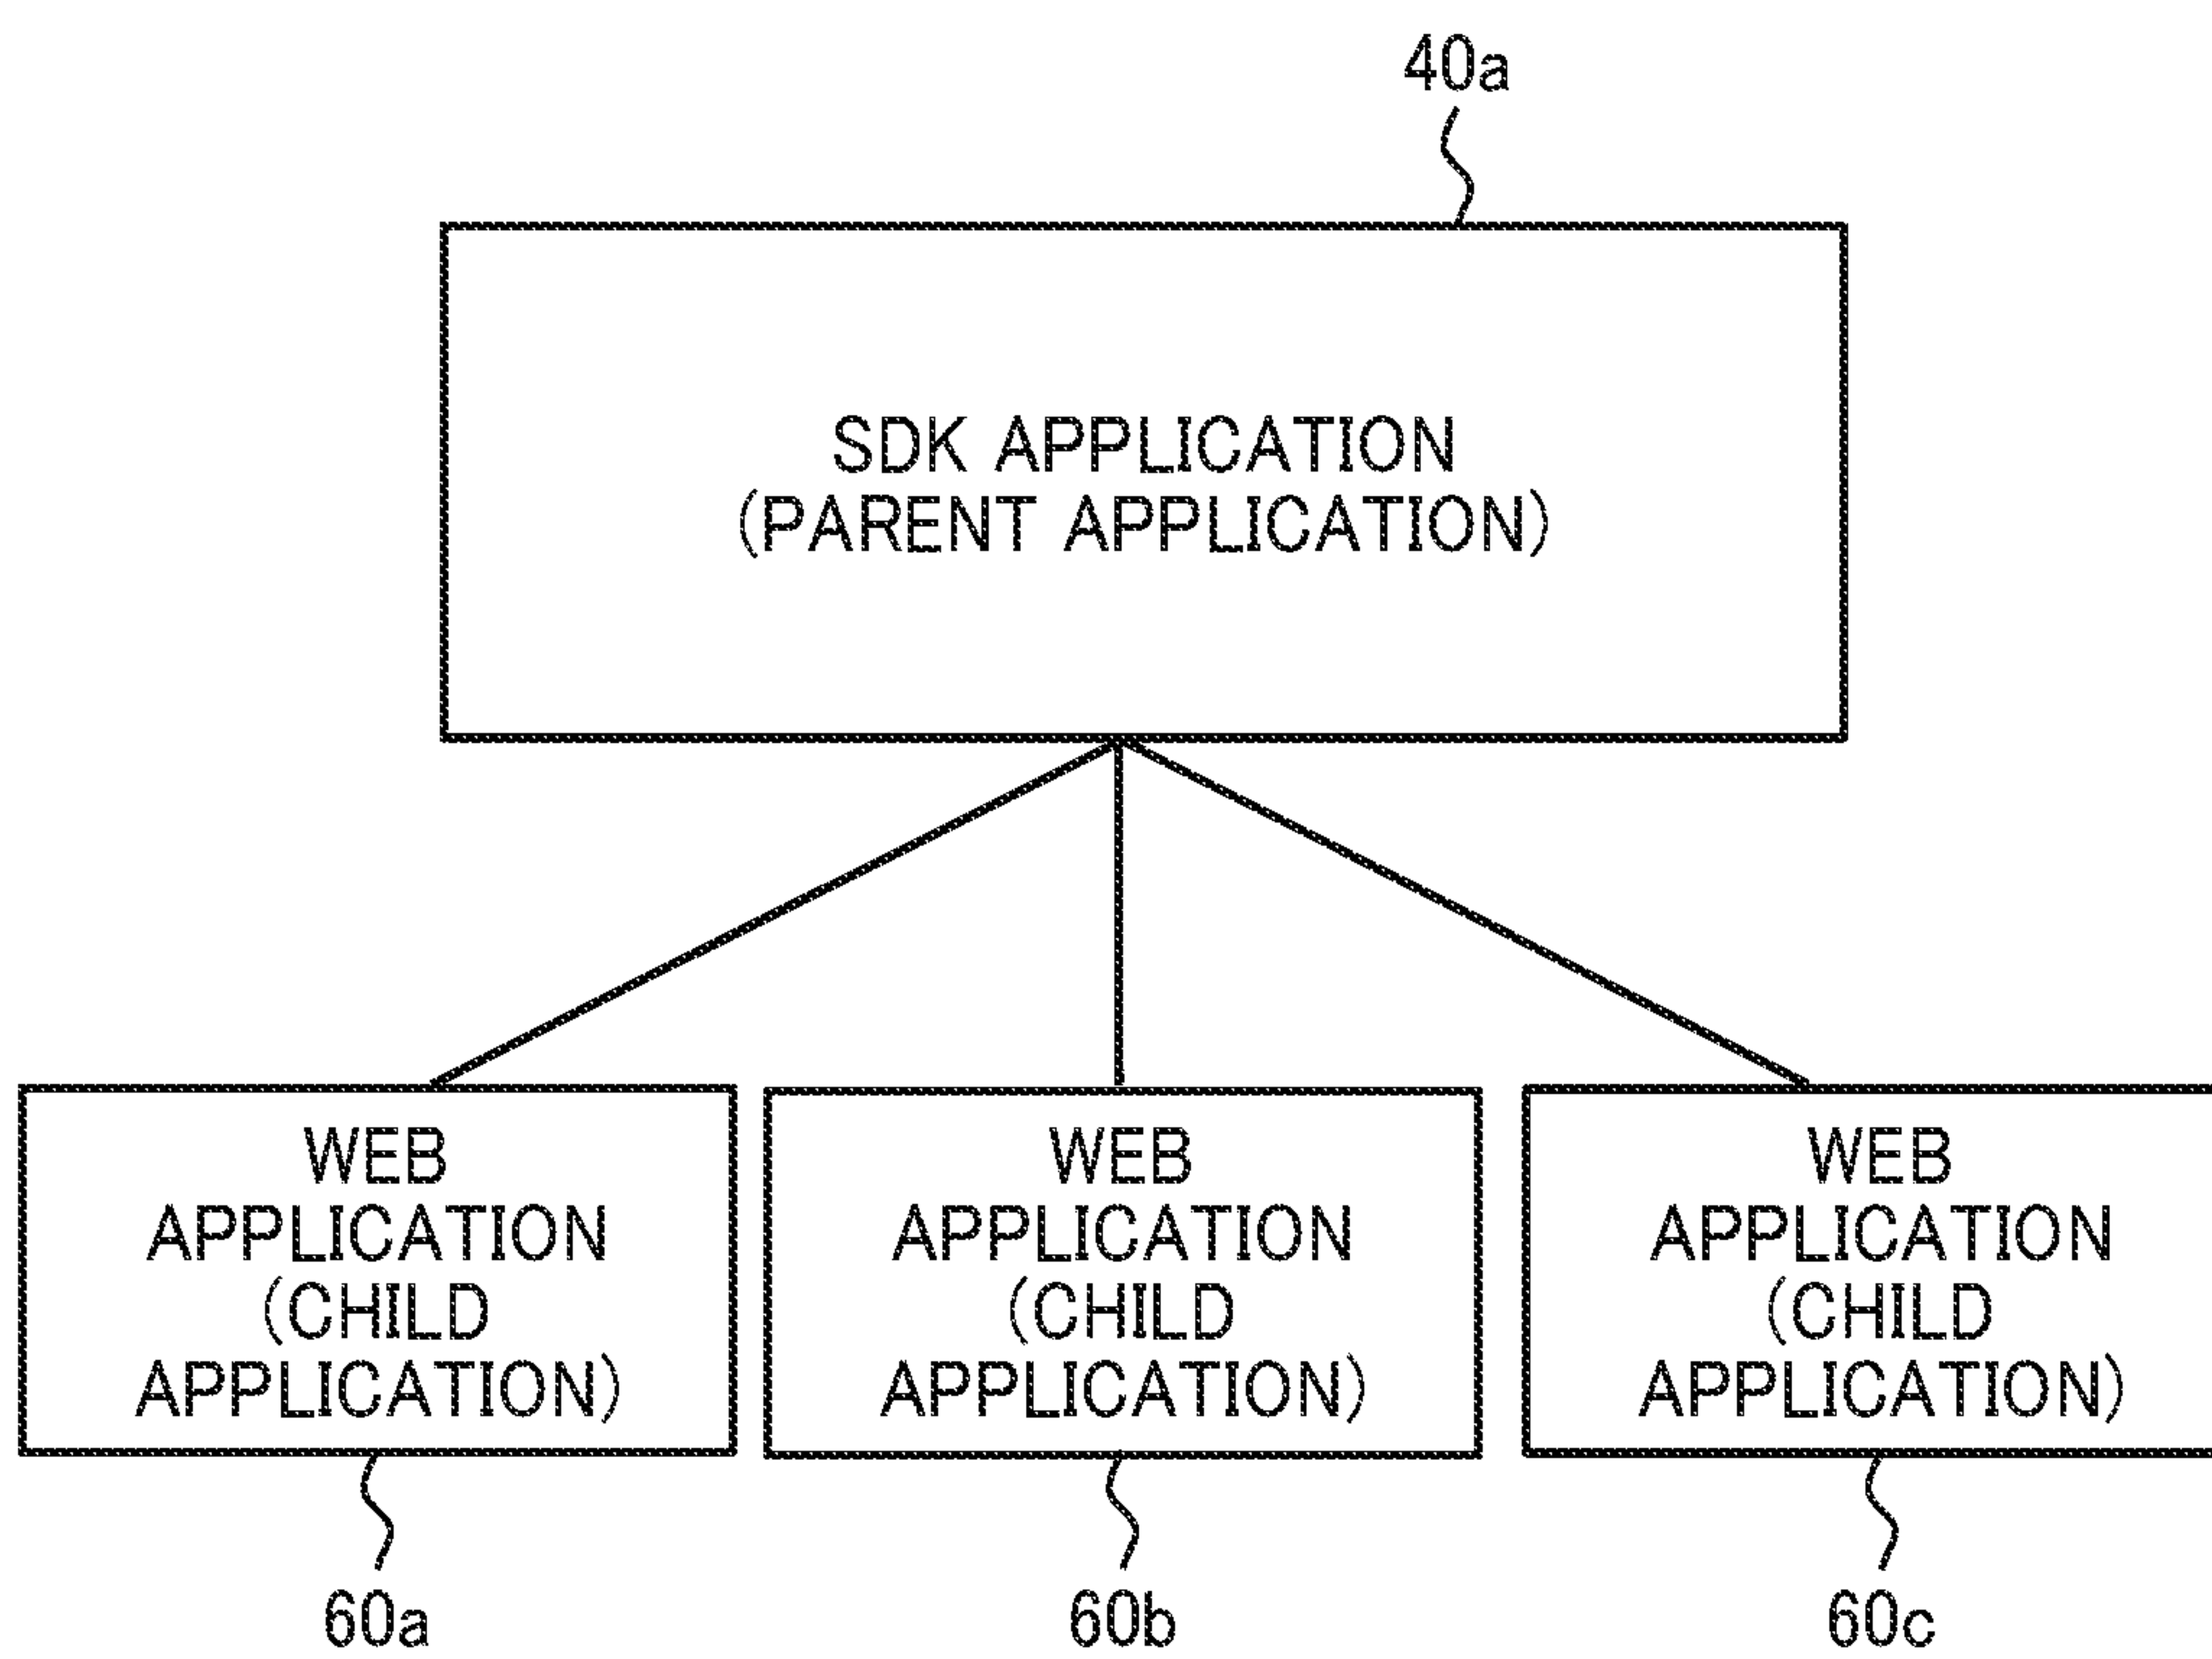 40a
SDK APPLICATION
(PARENT APPLICATION)
WEB
APPLICATION
(CHILD
APPLICATION)
WEB
APPLICATION
(CHILD
APPLICATION)
WEB
APPLICATION
(CHILD
APPLICATION)
60a
60b
60c